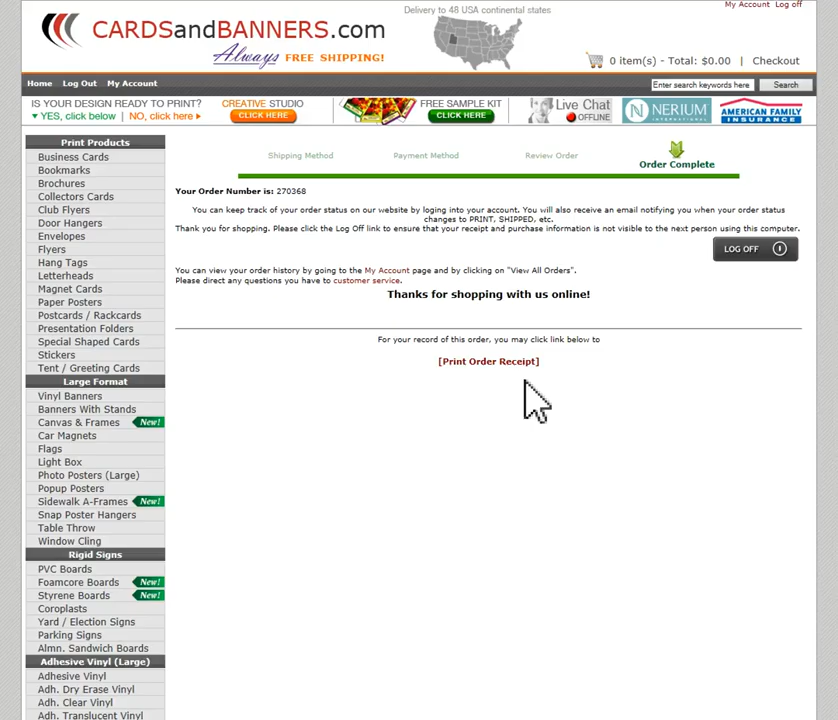 Delivery to 48 USA continental states
My Account Log off
CARDSandBANNERS.com
Always FREE SHIPPING!
0 item(s) - Total: $0.00 | Checkout
Home Log Out My Account
Enter search keywords here Search
IS YOUR DESIGN READY TO PRINT?
YES, click below | NO, click here
CREATIVE STUDIO
CLICK HERE
FREE SAMPLE KIT
CLICK HERE
Live Chat
OFFLINE
N NERIUM
INTERNATIONAL
AMERICAN FAMILY
INSURANCE
Print Products
Business Cards
Bookmarks
Brochures
Collectors Cards
Club Flyers
Door Hangers
Envelopes
Flyers
Hang Tags
Letterheads
Magnet Cards
Paper Posters
Postcards / Rackcards
Presentation Folders
Special Shaped Cards
Stickers
Tent / Greeting Cards
Large Format
Vinyl Banners
Banners With Stands
Canvas & Frames New!
Car Magnets
Flags
Light Box
Photo Posters (Large)
Popup Posters
Sidewalk A-Frames New!
Snap Poster Hangers
Table Throw
Window Cling
Rigid Signs
PVC Boards
Foamcore Boards New!
Styrene Boards New!
Coroplasts
Yard / Election Signs
Parking Signs
Almn. Sandwich Boards
Adhesive Vinyl (Large)
Adhesive Vinyl
Adh. Dry Erase Vinyl
Adh. Clear Vinyl
Adh. Translucent Vinyl
Shipping Method Payment Method Review Order Order Complete
Your Order Number is: 270368
You can keep track of your order status on our website by loging into your account. You will also receive an email notifying you when your order status
changes to PRINT, SHIPPED, etc.
Thank you for shopping. Please click the Log Off link to ensure that your receipt and purchase information is not visible to the next person using this computer.
LOG OFF
You can view your order history by going to the My Account page and by clicking on "View All Orders".
Please direct any questions you have to customer service.
Thanks for shopping with us online!
For your record of this order, you may click link below to
[Print Order Receipt]